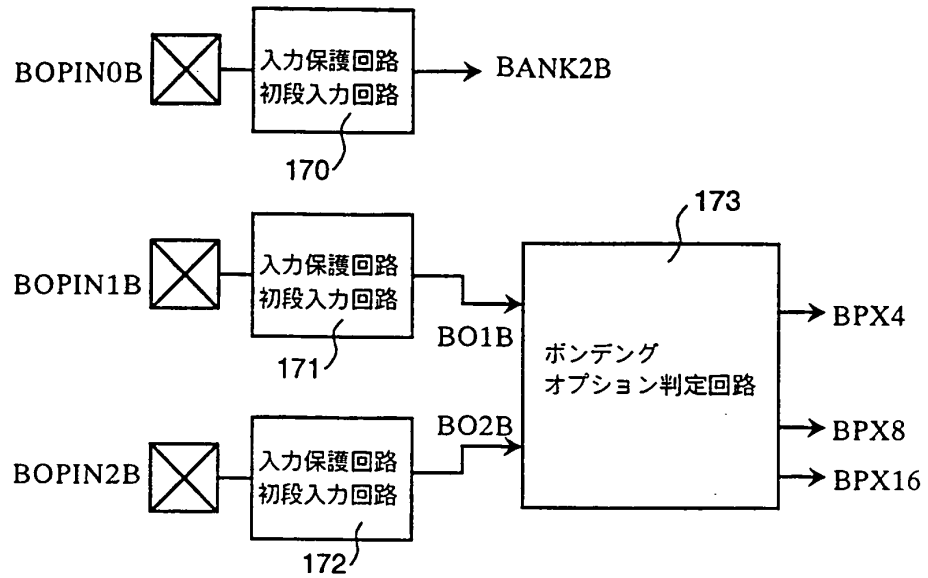 BOPIN0B
入力保護回路
初段入力回路
BANK2B
170
173
BOPIN1B
入力保護回路
初段入力回路
171
BO1B
ボンデング
オプション判定回路
BPX4
BPX8
BPX16
BO2B
BOPIN2B
入力保護回路
初段入力回路
172